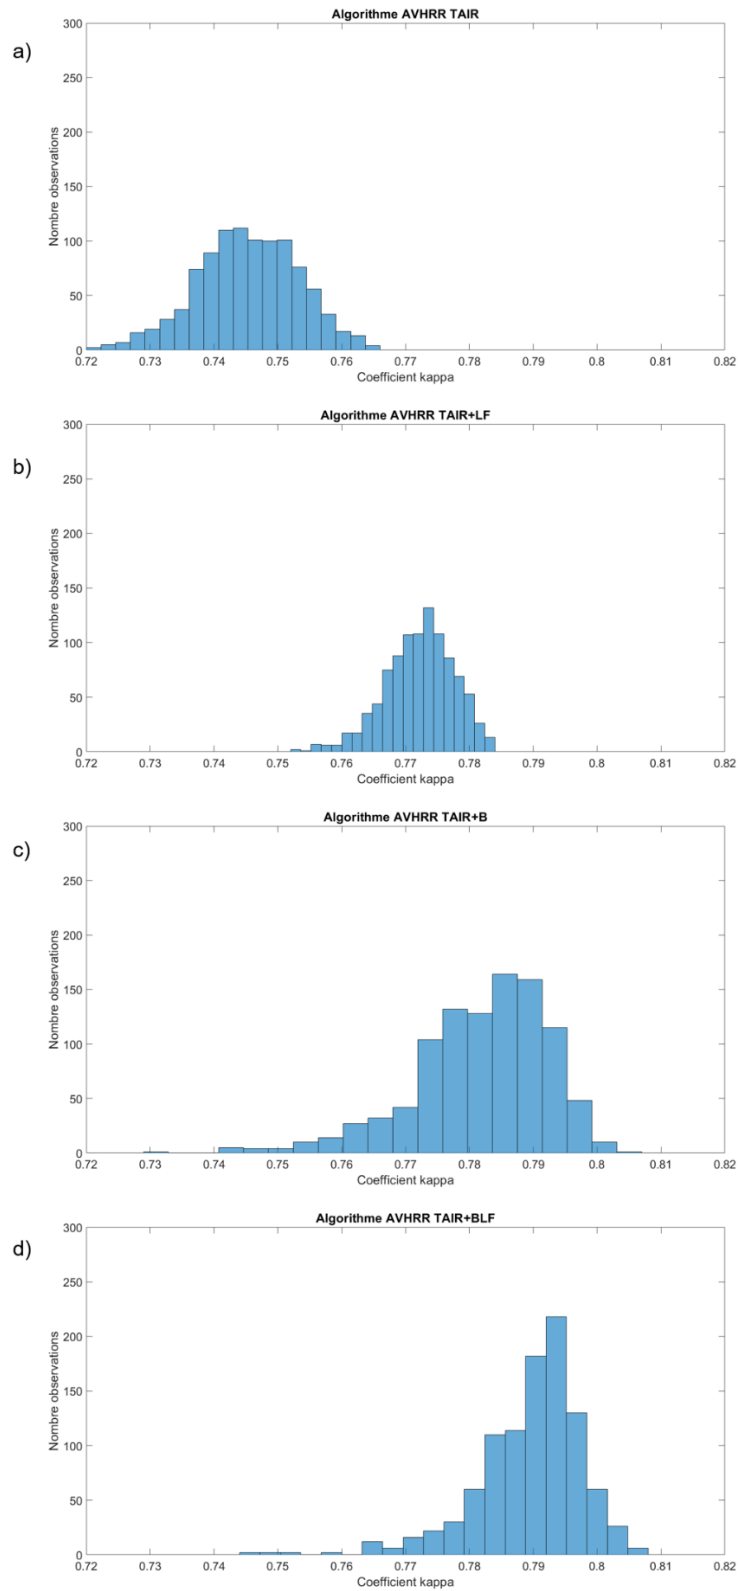 Algorithme AVHRR TAIR
a)
300
250
200
150
100
50
0
Nombre observations
0.72 0.73 0.74 0.75 0.76 0.77 0.78 0.79 0.8 0.81 0.82
Coefficient kappa
Algorithme AVHRR TAIR+LF
b)
300
250
200
150
100
50
0
Nombre observations
0.72 0.73 0.74 0.75 0.76 0.77 0.78 0.79 0.8 0.81 0.82
Coefficient kappa
Algorithme AVHRR TAIR+B
c)
300
250
200
150
100
50
0
Nombre observations
0.72 0.73 0.74 0.75 0.76 0.77 0.78 0.79 0.8 0.81 0.82
Coefficient kappa
Algorithme AVHRR TAIR+BLF
d)
300
250
200
150
100
50
0
Nombre observations
0.72 0.73 0.74 0.75 0.76 0.77 0.78 0.79 0.8 0.81 0.82
Coefficient kappa